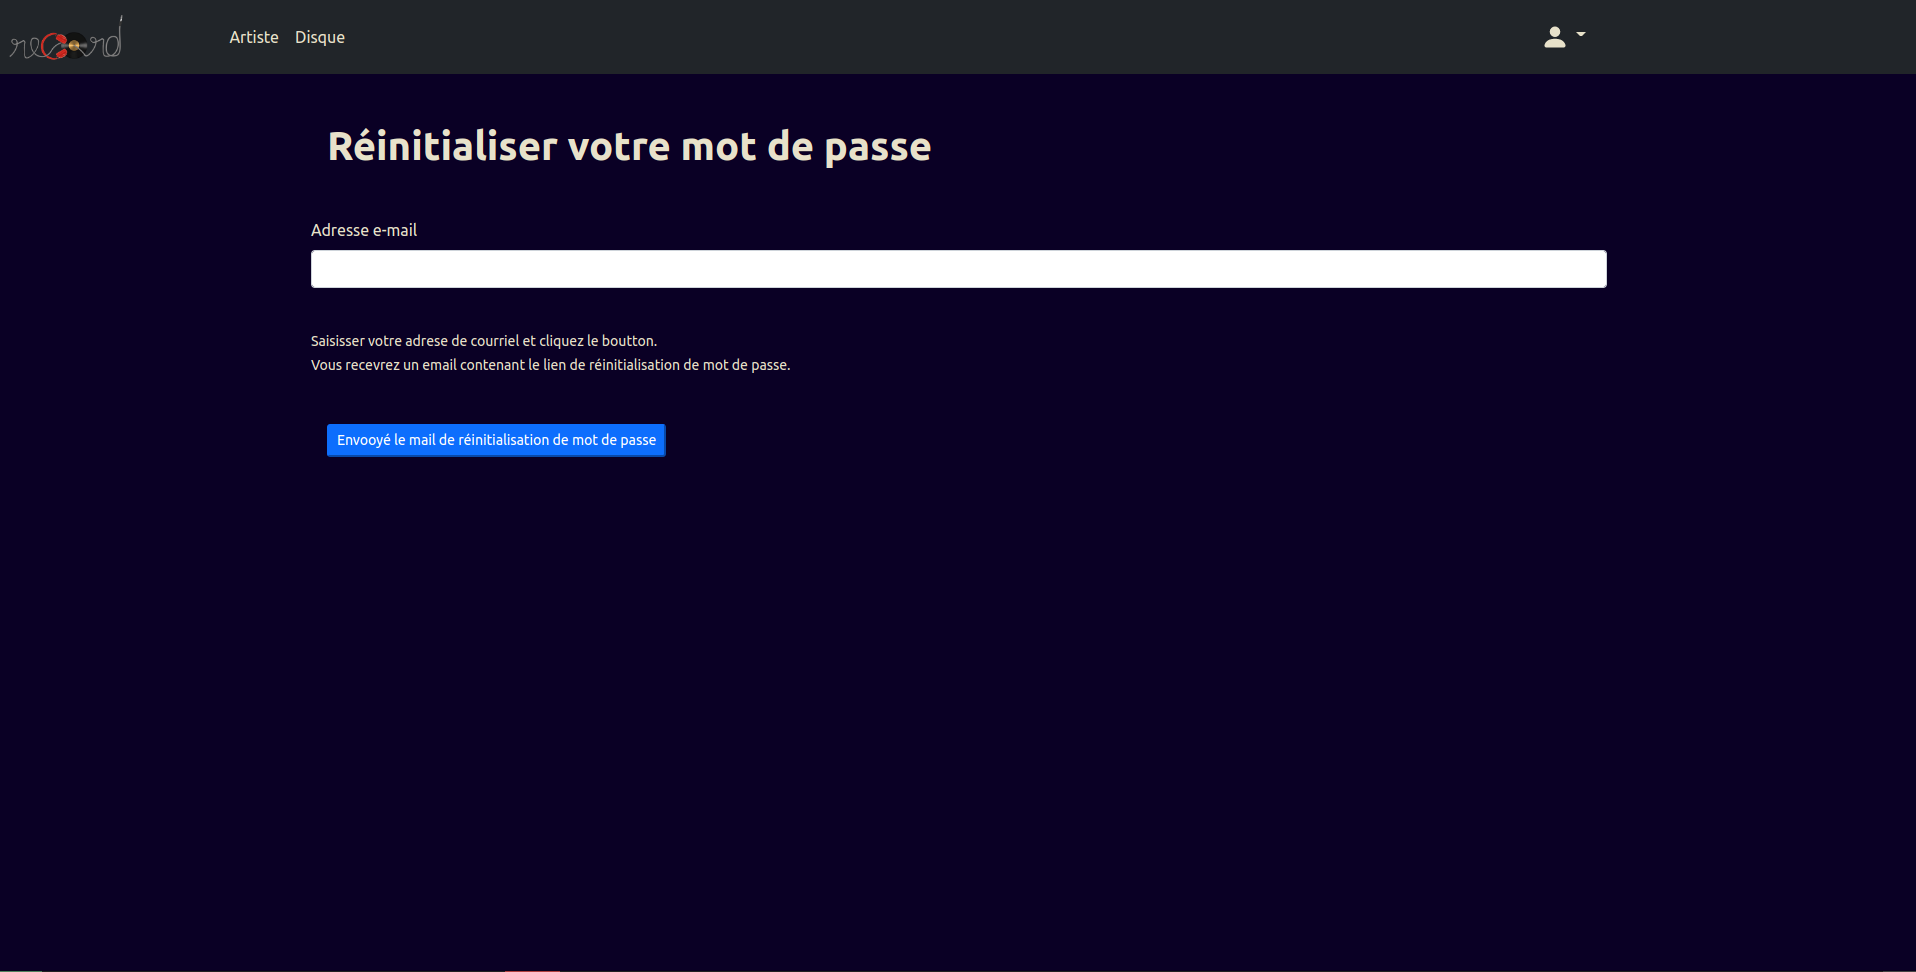 record
Artiste Disque
Réinitialiser votre mot de passe
Adresse e-mail
Saisisser votre adrese de courriel et cliquez le boutton.
Vous recevrez un email contenant le lien de réinitialisation de mot de passe.
Envooyé le mail de réinitialisation de mot de passe